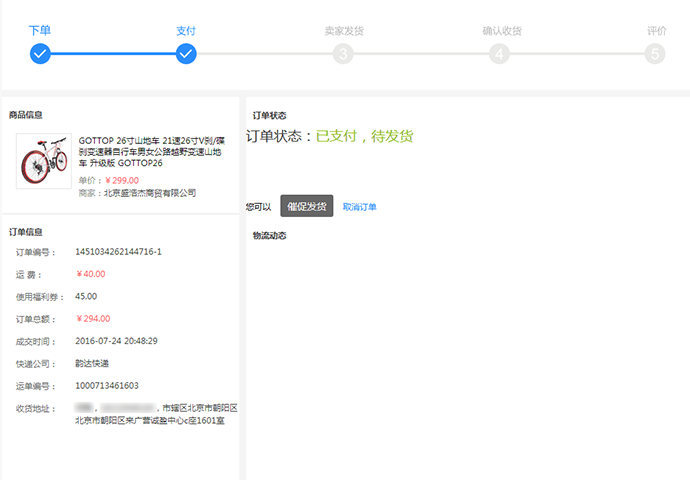 下单 支付 卖家发货 确认收货 评价
3 4 5
商品信息
GOTTOP 26寸山地车 21速26寸V刹/碟
刹变速器自行车男女公路越野变速山地
车 升级版 GOTTOP26
单价：￥299.00
商家：北京盛浩杰商贸有限公司
订单信息
订单编号： 1451034262144716-1
运 费： ￥40.00
使用福利券： 45.00
订单总额： ￥294.00
成交时间： 2016-07-24 20:48:29
快递公司： 韵达快递
运单编号： 1000713461603
收货地址： ，市辖区北京市朝阳区
北京市朝阳区来广营诚盈中心c座1601室
订单状态
订单状态：已支付，待发货
您可以 催促发货 取消订单
物流动态